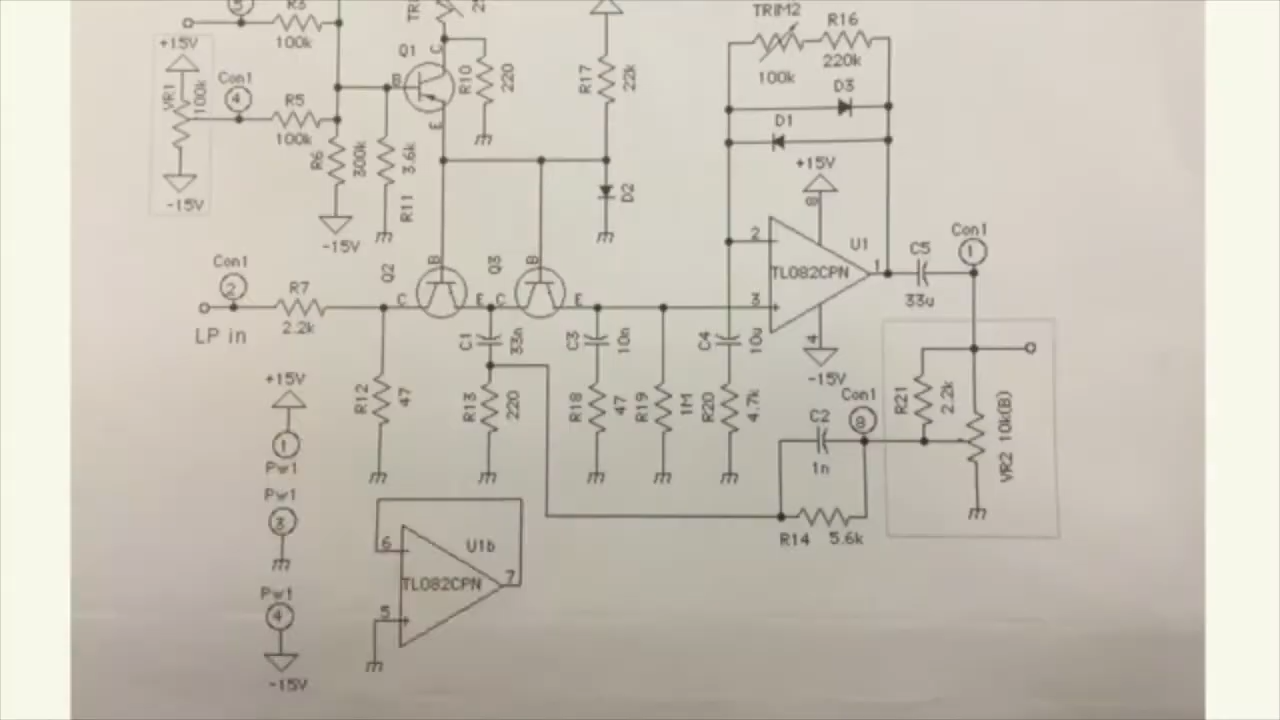 R3
100k
TRIM2
R16
100k
220k
+15V
VR1
100k
Con1
4
R5
100k
R6
300k
-15V
-15V
Q1
B
C
E
R10
220
3.6k
R11
R17
22k
D2
D3
D1
+15V
8
2
3
U1
TL082CPN
1
4
-15V
C5
33u
Con1
1
Con1
2
LP in
R7
2.2k
Q2
B
C
E
Q3
B
C
E
C1
33n
C3
10n
C4
10u
R12
47
R13
220
R18
47
R19
1M
R20
4.7k
R21
2.2k
VR2 10k(B)
Con1
8
C2
1n
R14
5.6k
+15V
1
Pw1
Pw1
3
Pw1
4
-15V
6
5
7
U1b
TL082CPN